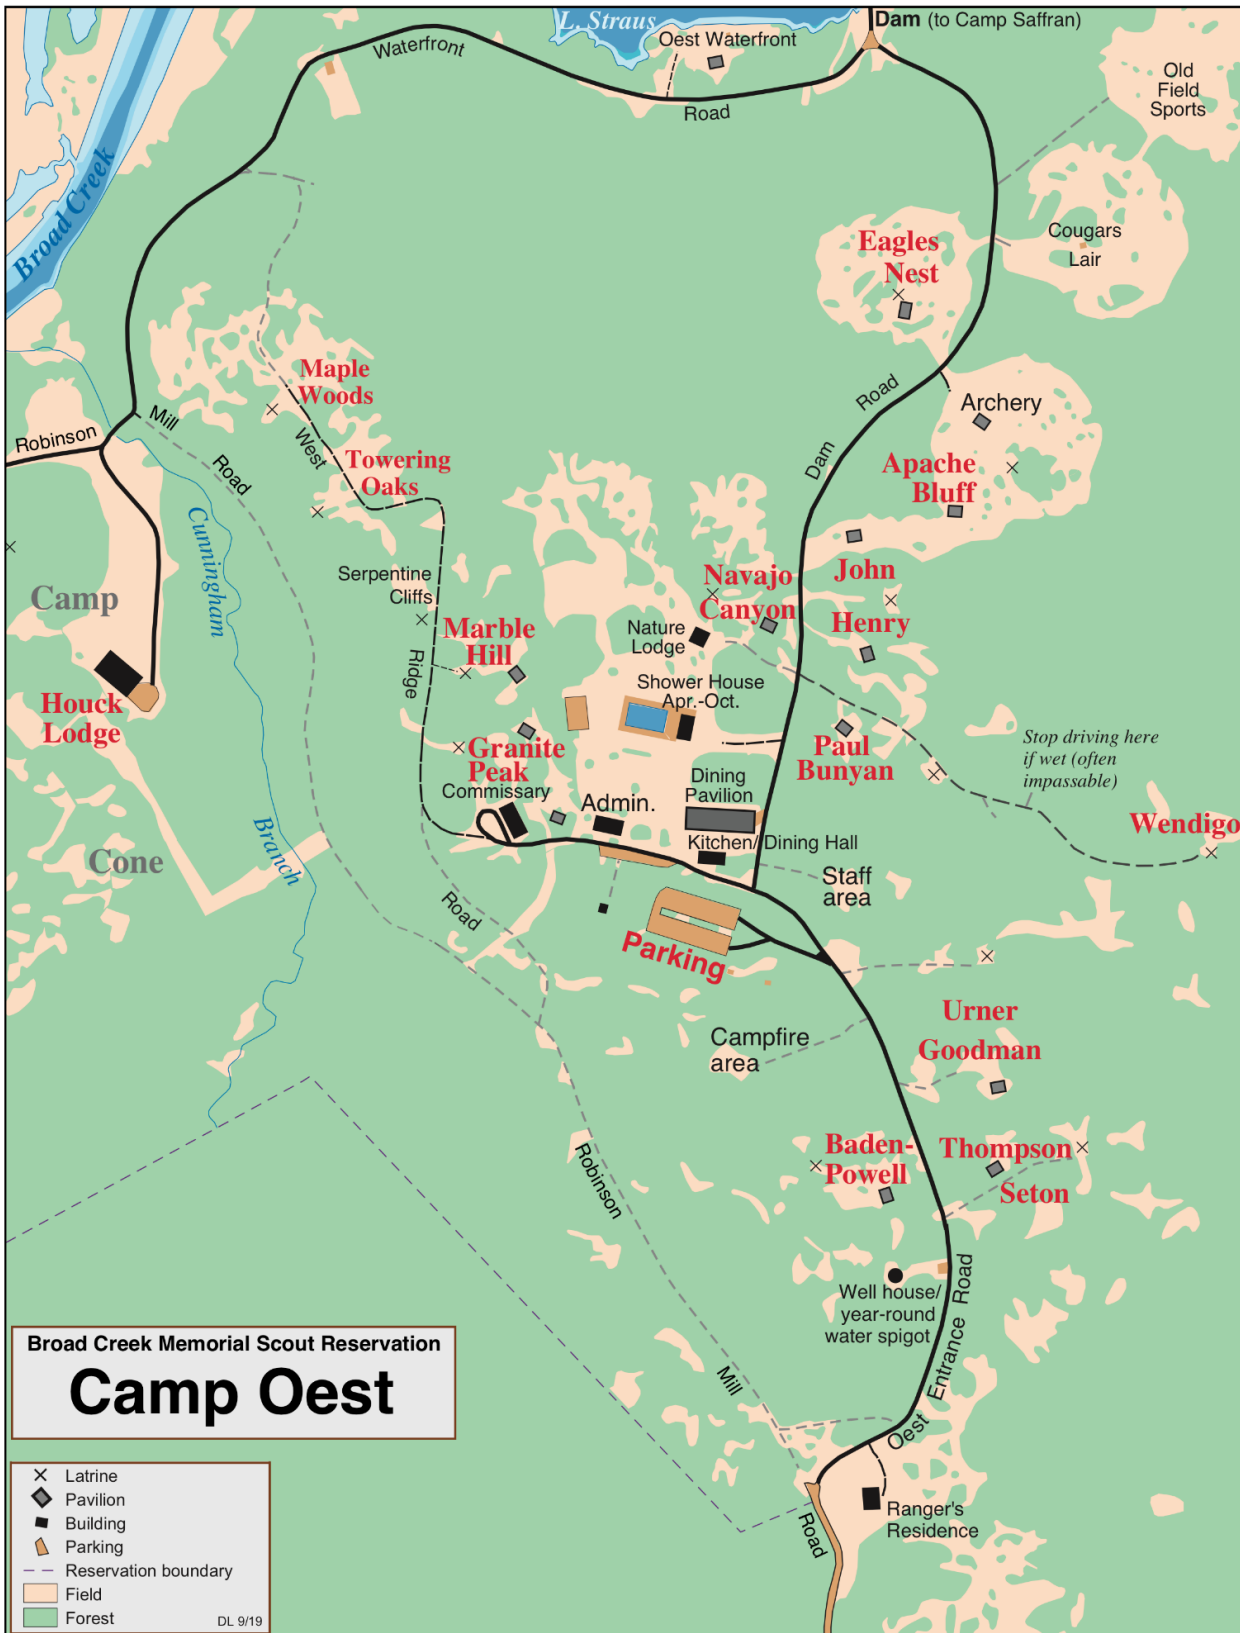 L. Straus
Dam (to Camp Saffran)
Oest Waterfront
Waterfront
Road
Old
Field
Sports
Broad Creek
Eagles
Nest
Cougars
Lair
Maple
Woods
Road
Archery
Robinson
Mill
Road
West
Towering
Oaks
Dam
Apache
Bluff
Cunningham
Serpentine
Cliffs
Navajo
Canyon
John
Henry
Camp
Marble
Hill
Nature
Lodge
Ridge
Shower House
Apr.-Oct.
Houck
Lodge
Granite
Peak
Paul
Bunyan
Stop driving here
if wet (often
impassable)
Commissary
Admin.
Dining
Pavilion
Wendigo
Kitchen/Dining Hall
Branch
Cone
Staff
area
Road
Parking
Campfire
area
Urner
Goodman
Baden-
Powell
Thompson
Seton
Robinson
Well house/
year-round
water spigot
Oest Entrance Road
Mill
Road
Ranger's
Residence
Broad Creek Memorial Scout Reservation
Camp Oest
Latrine
Pavilion
Building
Parking
Reservation boundary
Field
Forest
DL 9/19